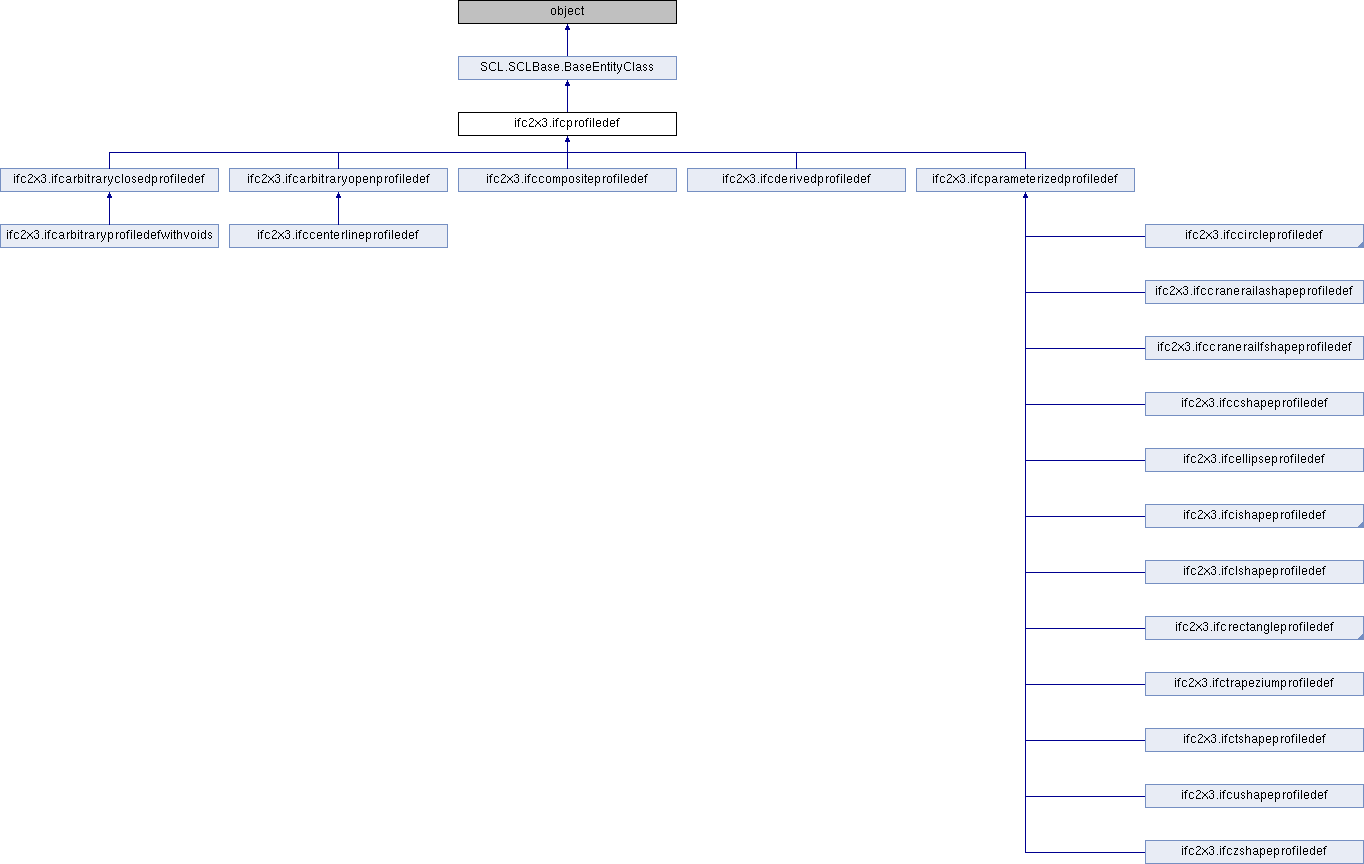 object
SCL.SCLBase.BaseEntityClass
ifc2x3.ifcprofiledef
ifc2x3.ifcarbitraryclosedprofiledef
ifc2x3.ifcarbitraryopenprofiledef
ifc2x3.ifccompositeprofiledef
ifc2x3.ifcderivedprofiledef
ifc2x3.ifcparameterizedprofiledef
ifc2x3.ifcarbitraryprofiledefwithvoids
ifc2x3.ifccenterlineprofiledef
ifc2x3.ifccircleprofiledef
ifc2x3.ifccranerailashapeprofiledef
ifc2x3.ifccranerailfshapeprofiledef
ifc2x3.ifccshapeprofiledef
ifc2x3.ifcellipseprofiledef
ifc2x3.ifcishapeprofiledef
ifc2x3.ifclshapeprofiledef
ifc2x3.ifcrectangleprofiledef
ifc2x3.ifctrapeziumprofiledef
ifc2x3.ifctshapeprofiledef
ifc2x3.ifcushapeprofiledef
ifc2x3.ifczshapeprofiledef